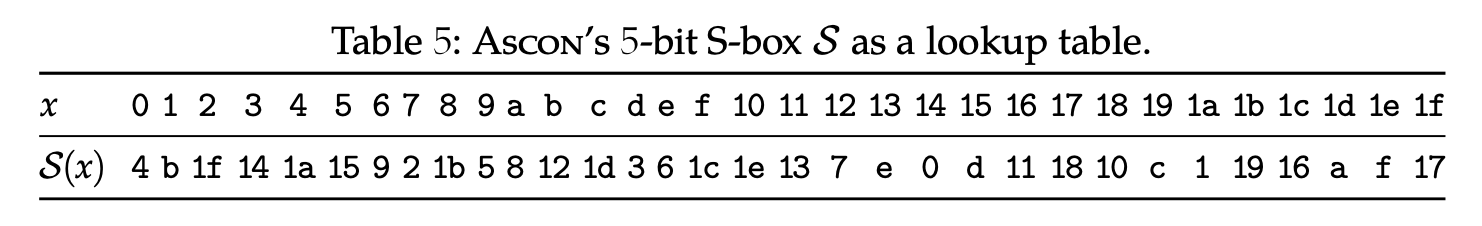 Table 5: Ascon's 5-bit S-box 𝒮 as a lookup table.
x 0 1 2 3 4 5 6 7 8 9 a b c d e f 10 11 12 13 14 15 16 17 18 19 1a 1b 1c 1d 1e 1f
𝒮(x) 4 b 1f 14 1a 15 9 2 1b 5 8 12 1d 3 6 1c 1e 13 7 e 0 d 11 18 10 c 1 19 16 a f 17